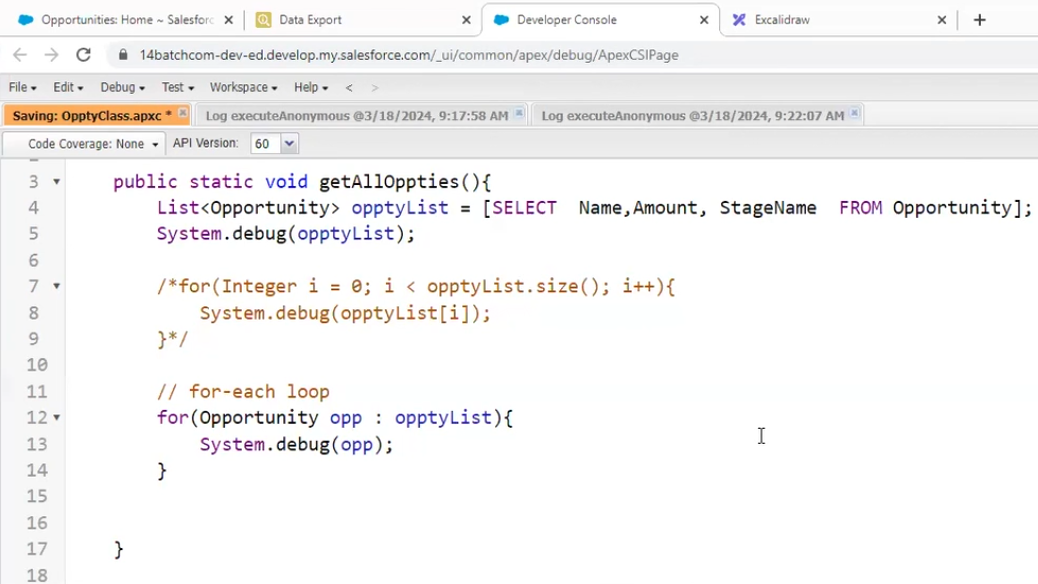 Opportunities: Home ~ Salesforc
Data Export
Developer Console
Excalidraw
14batchcom-dev-ed.develop.my.salesforce.com/_ui/common/apex/debug/ApexCSIPage
File Edit Debug Test Workspace Help < >
Saving: OpptyClass.apxc *
Log executeAnonymous @3/18/2024, 9:17:58 AM
Log executeAnonymous @3/18/2024, 9:22:07 AM
Code Coverage: None API Version: 60
3 public static void getAllOppties(){
4 List<Opportunity> opptyList = [SELECT Name,Amount, StageName FROM Opportunity];
5 System.debug(opptyList);
6
7 /*for(Integer i = 0; i < opptyList.size(); i++){
8 System.debug(opptyList[i]);
9 }*/
10
11 // for-each loop
12 for(Opportunity opp : opptyList){
13 System.debug(opp);
14 }
15
16
17 }
18